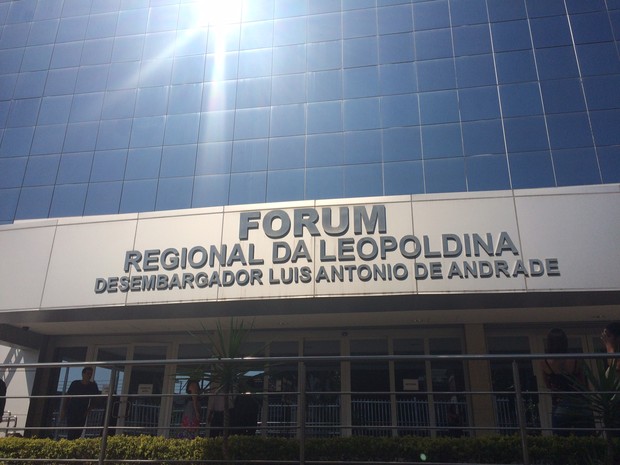 FORUM
REGIONAL DA LEOPOLDINA
DESEMBARGADOR LUIS ANTONIO DE ANDRADE